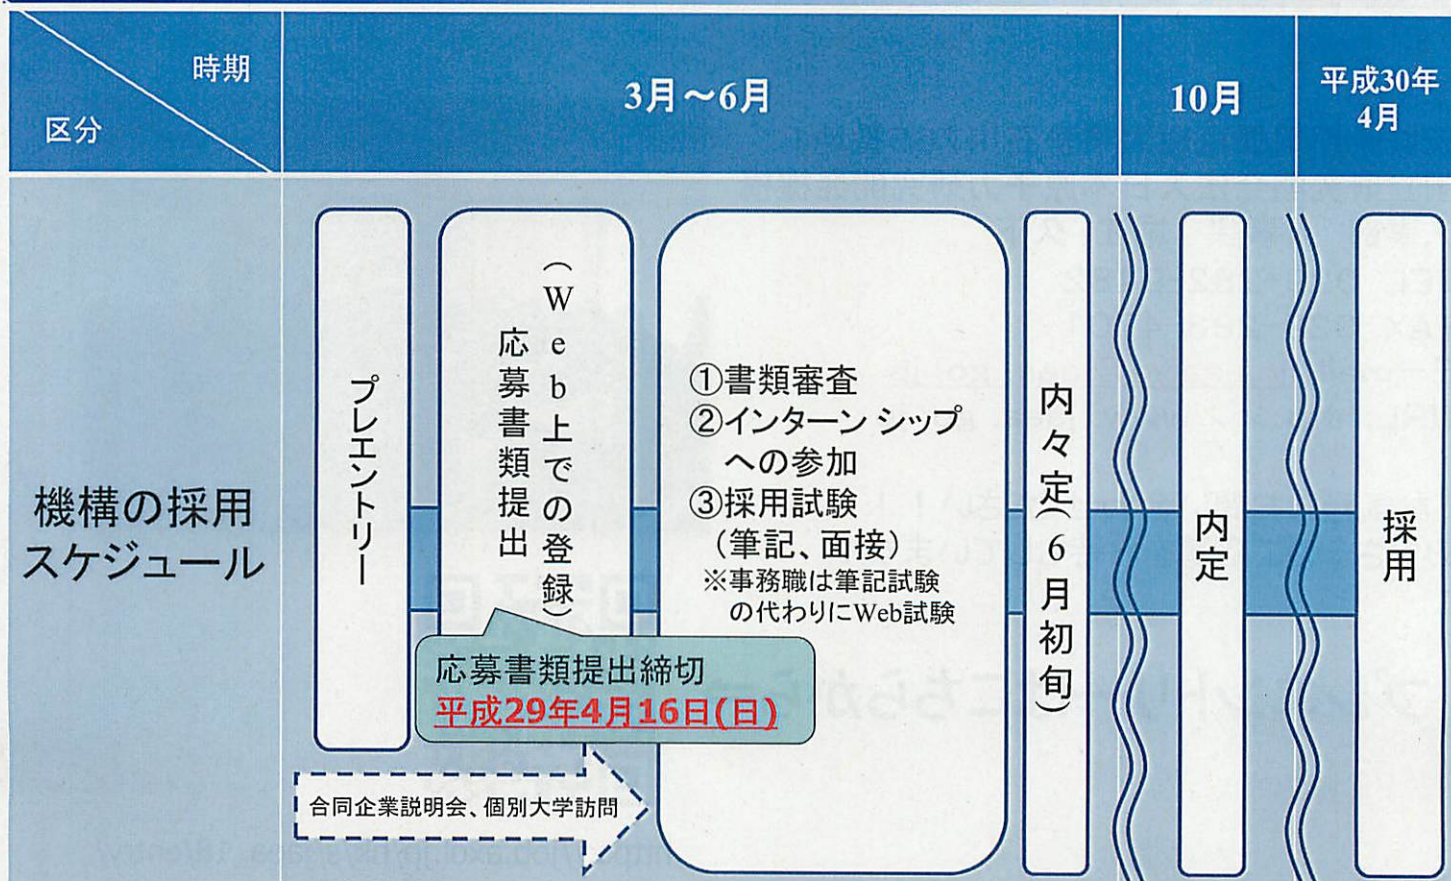 時期
区分
3月～6月
10月
平成30年
4月
機構の採用
スケジュール
プレエントリー
応募書類提出
（Web上での登録）
応募書類提出締切
平成29年4月16日(日)
合同企業説明会、個別大学訪問
①書類審査
②インターンシップ
への参加
③採用試験
（筆記、面接）
※事務職は筆記試験
の代わりにWeb試験
内々定（6月初旬）
内定
採用